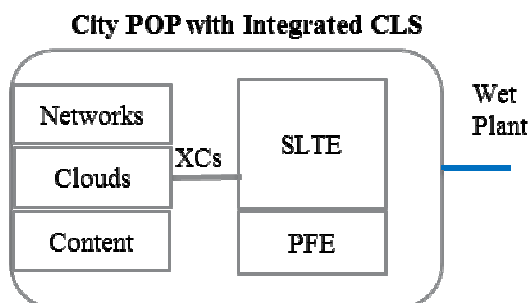 City POP with Integrated CLS
Networks
Clouds
Content
XCs
SLTE
PFE
Wet
Plant